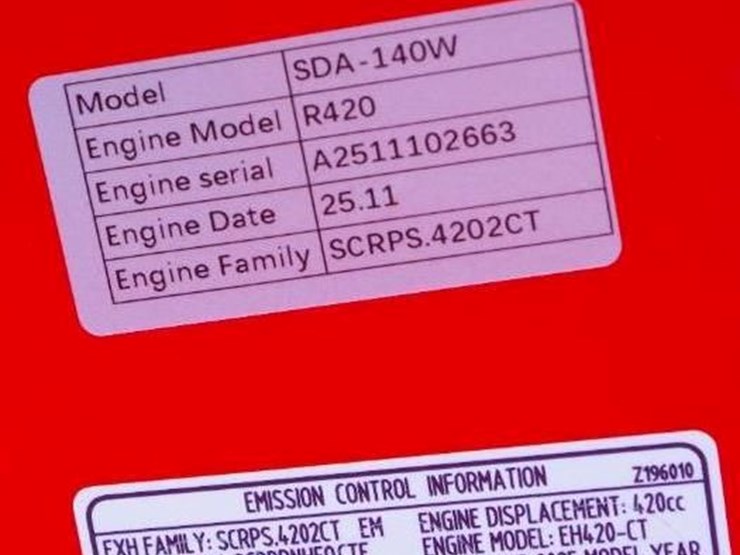 Model SDA-140W
Engine Model R420
Engine serial A2511102663
Engine Date 25.11
Engine Family SCRPS.4202CT
EMISSION CONTROL INFORMATION Z196010
EXH FAMILY: SCRPS.4202CT EM ENGINE DISPLACEMENT: 420cc
ENGINE MODEL: EH420-CT
YEAR